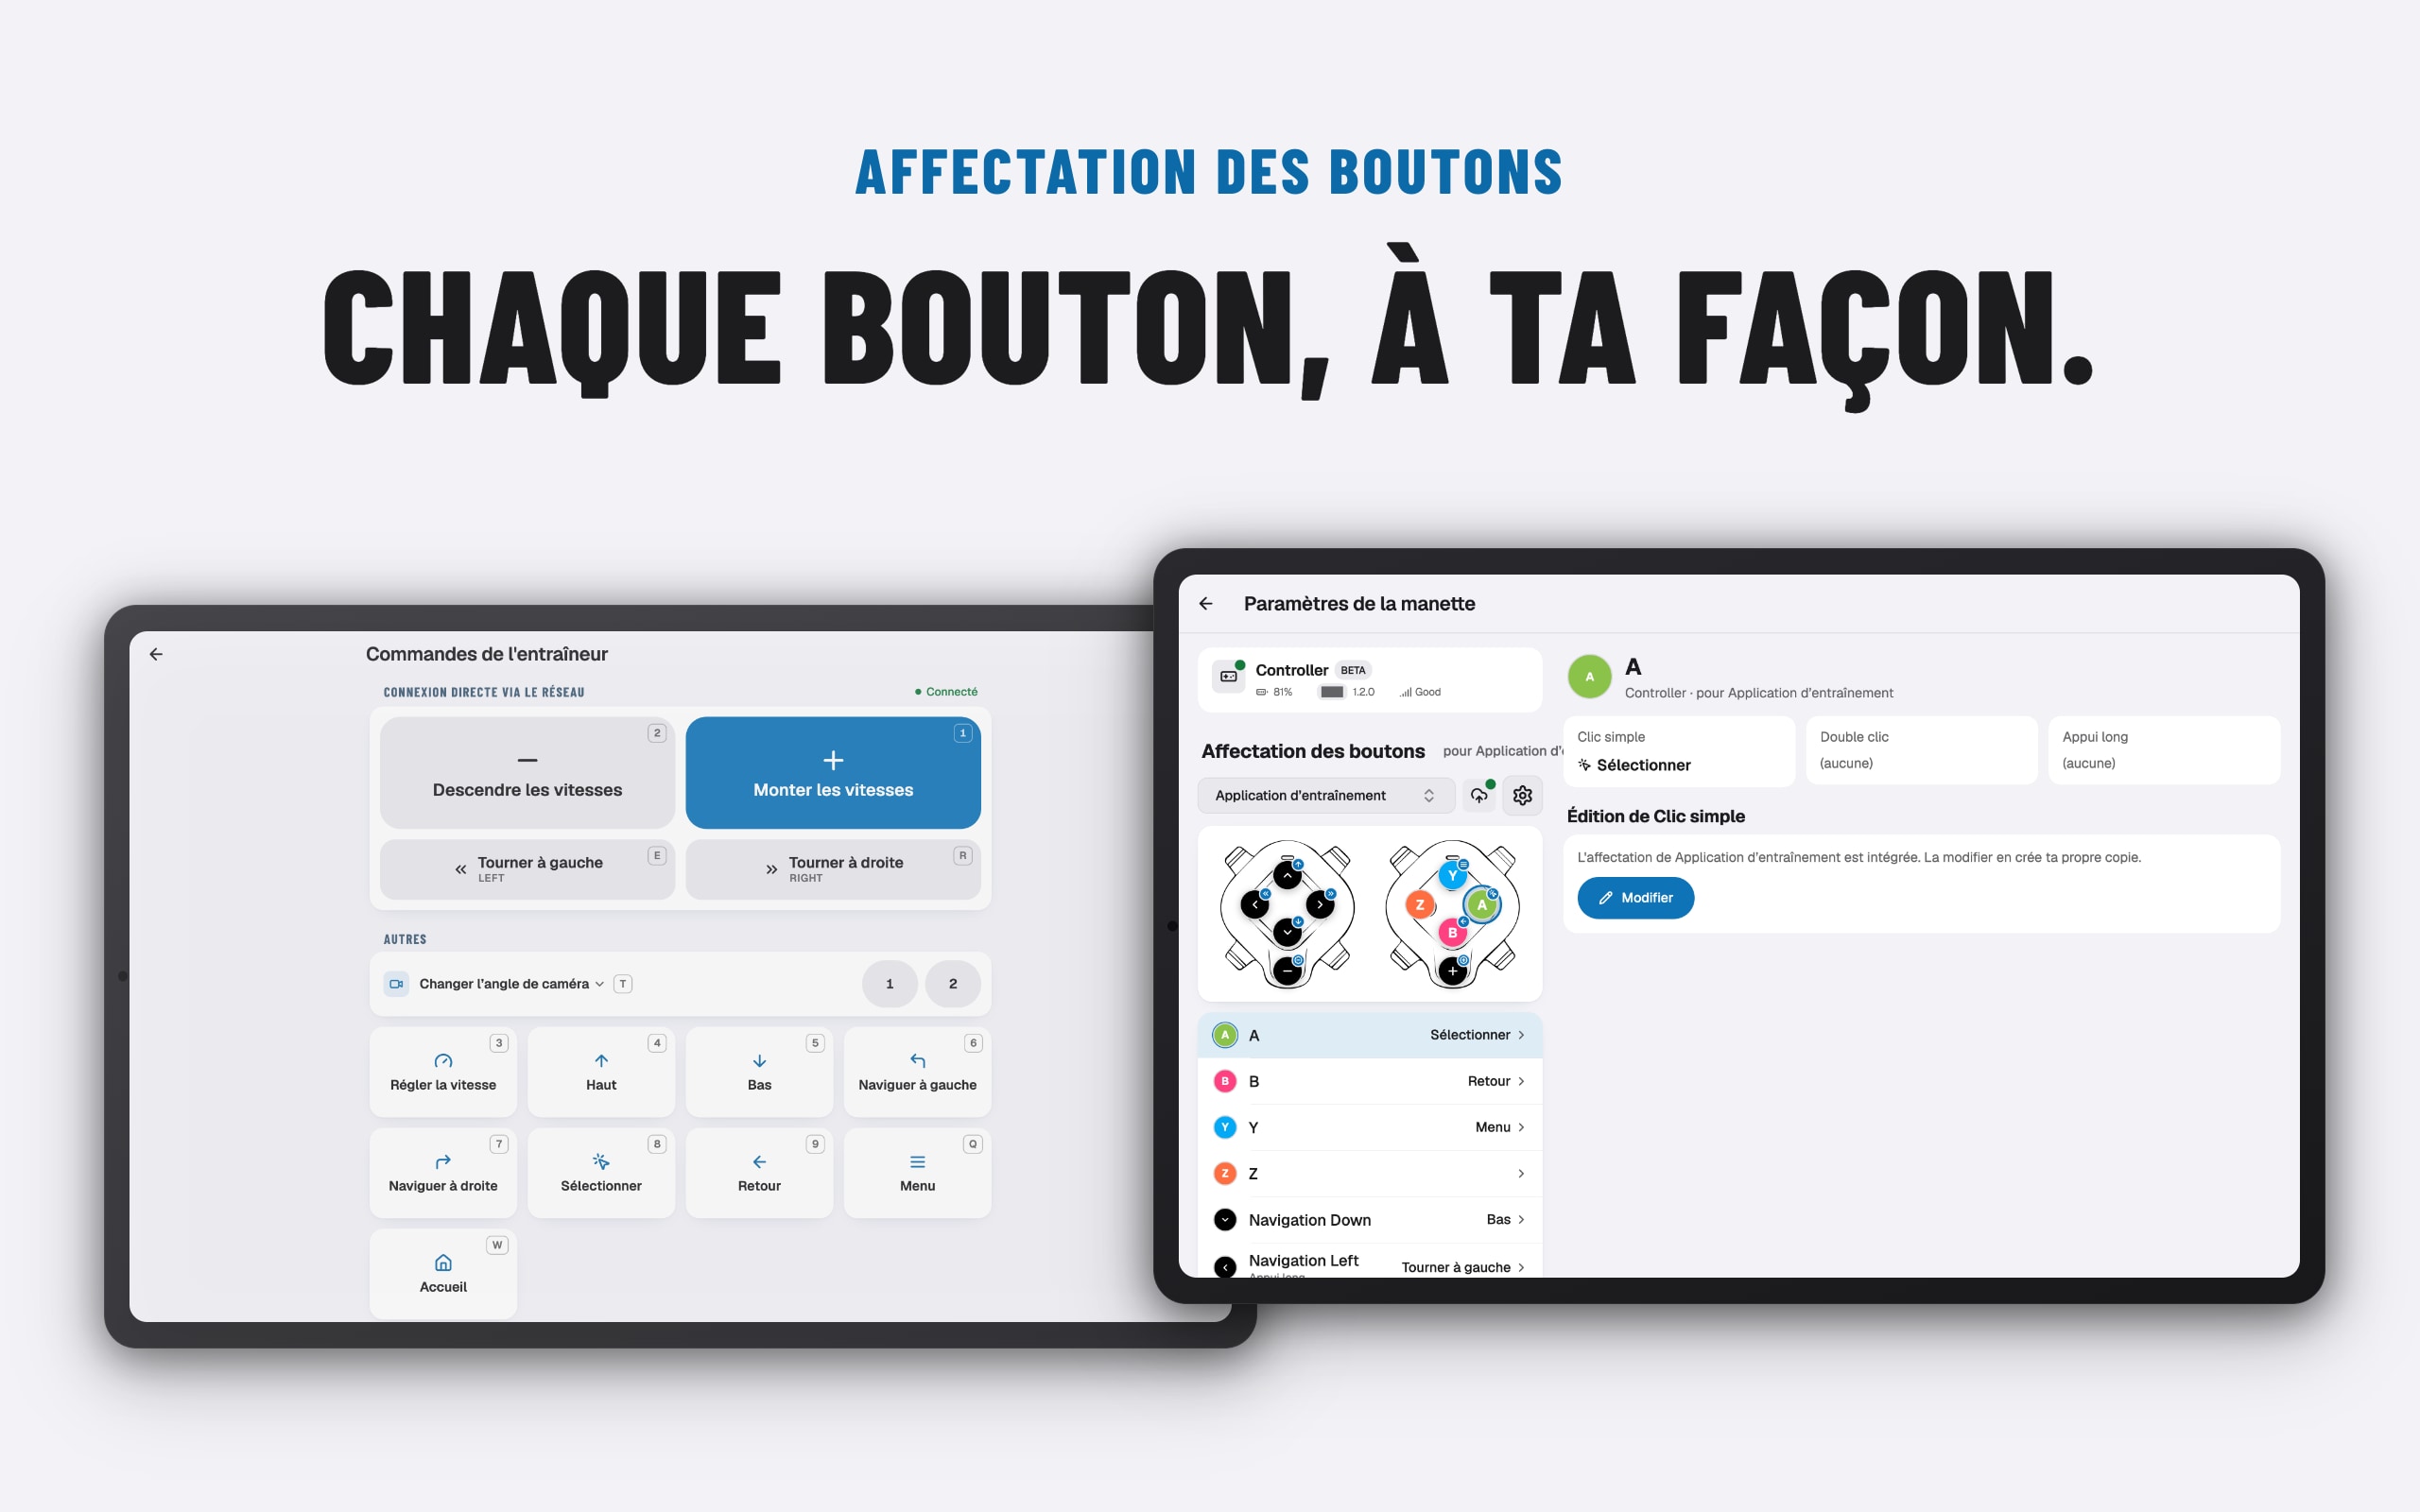 AFFECTATION DES BOUTONS
CHAQUE BOUTON, À TA FAÇON.
Commandes de l'entraîneur
CONNEXION DIRECTE VIA LE RÉSEAU
Connecté
2
Descendre les vitesses
1
Monter les vitesses
Tourner à gauche
LEFT
E
Tourner à droite
RIGHT
R
AUTRES
Changer l'angle de caméra
T
1
2
3
Régler la vitesse
4
Haut
5
Bas
6
Naviguer à gauche
7
Naviguer à droite
8
Sélectionner
9
Retour
Q
Menu
W
Accueil
Paramètres de la manette
Controller BETA
81% 1.2.0 Good
Affectation des boutons pour Application d'
Application d'entraînement
Y
Z
A
B
A A Sélectionner
B B Retour
Y Y Menu
Z Z
Navigation Down Bas
Navigation Left Tourner à gauche
A
A
Controller · pour Application d'entraînement
Clic simple
Sélectionner
Double clic
(aucune)
Appui long
(aucune)
Édition de Clic simple
L'affectation de Application d'entraînement est intégrée. La modifier en crée ta propre copie.
Modifier